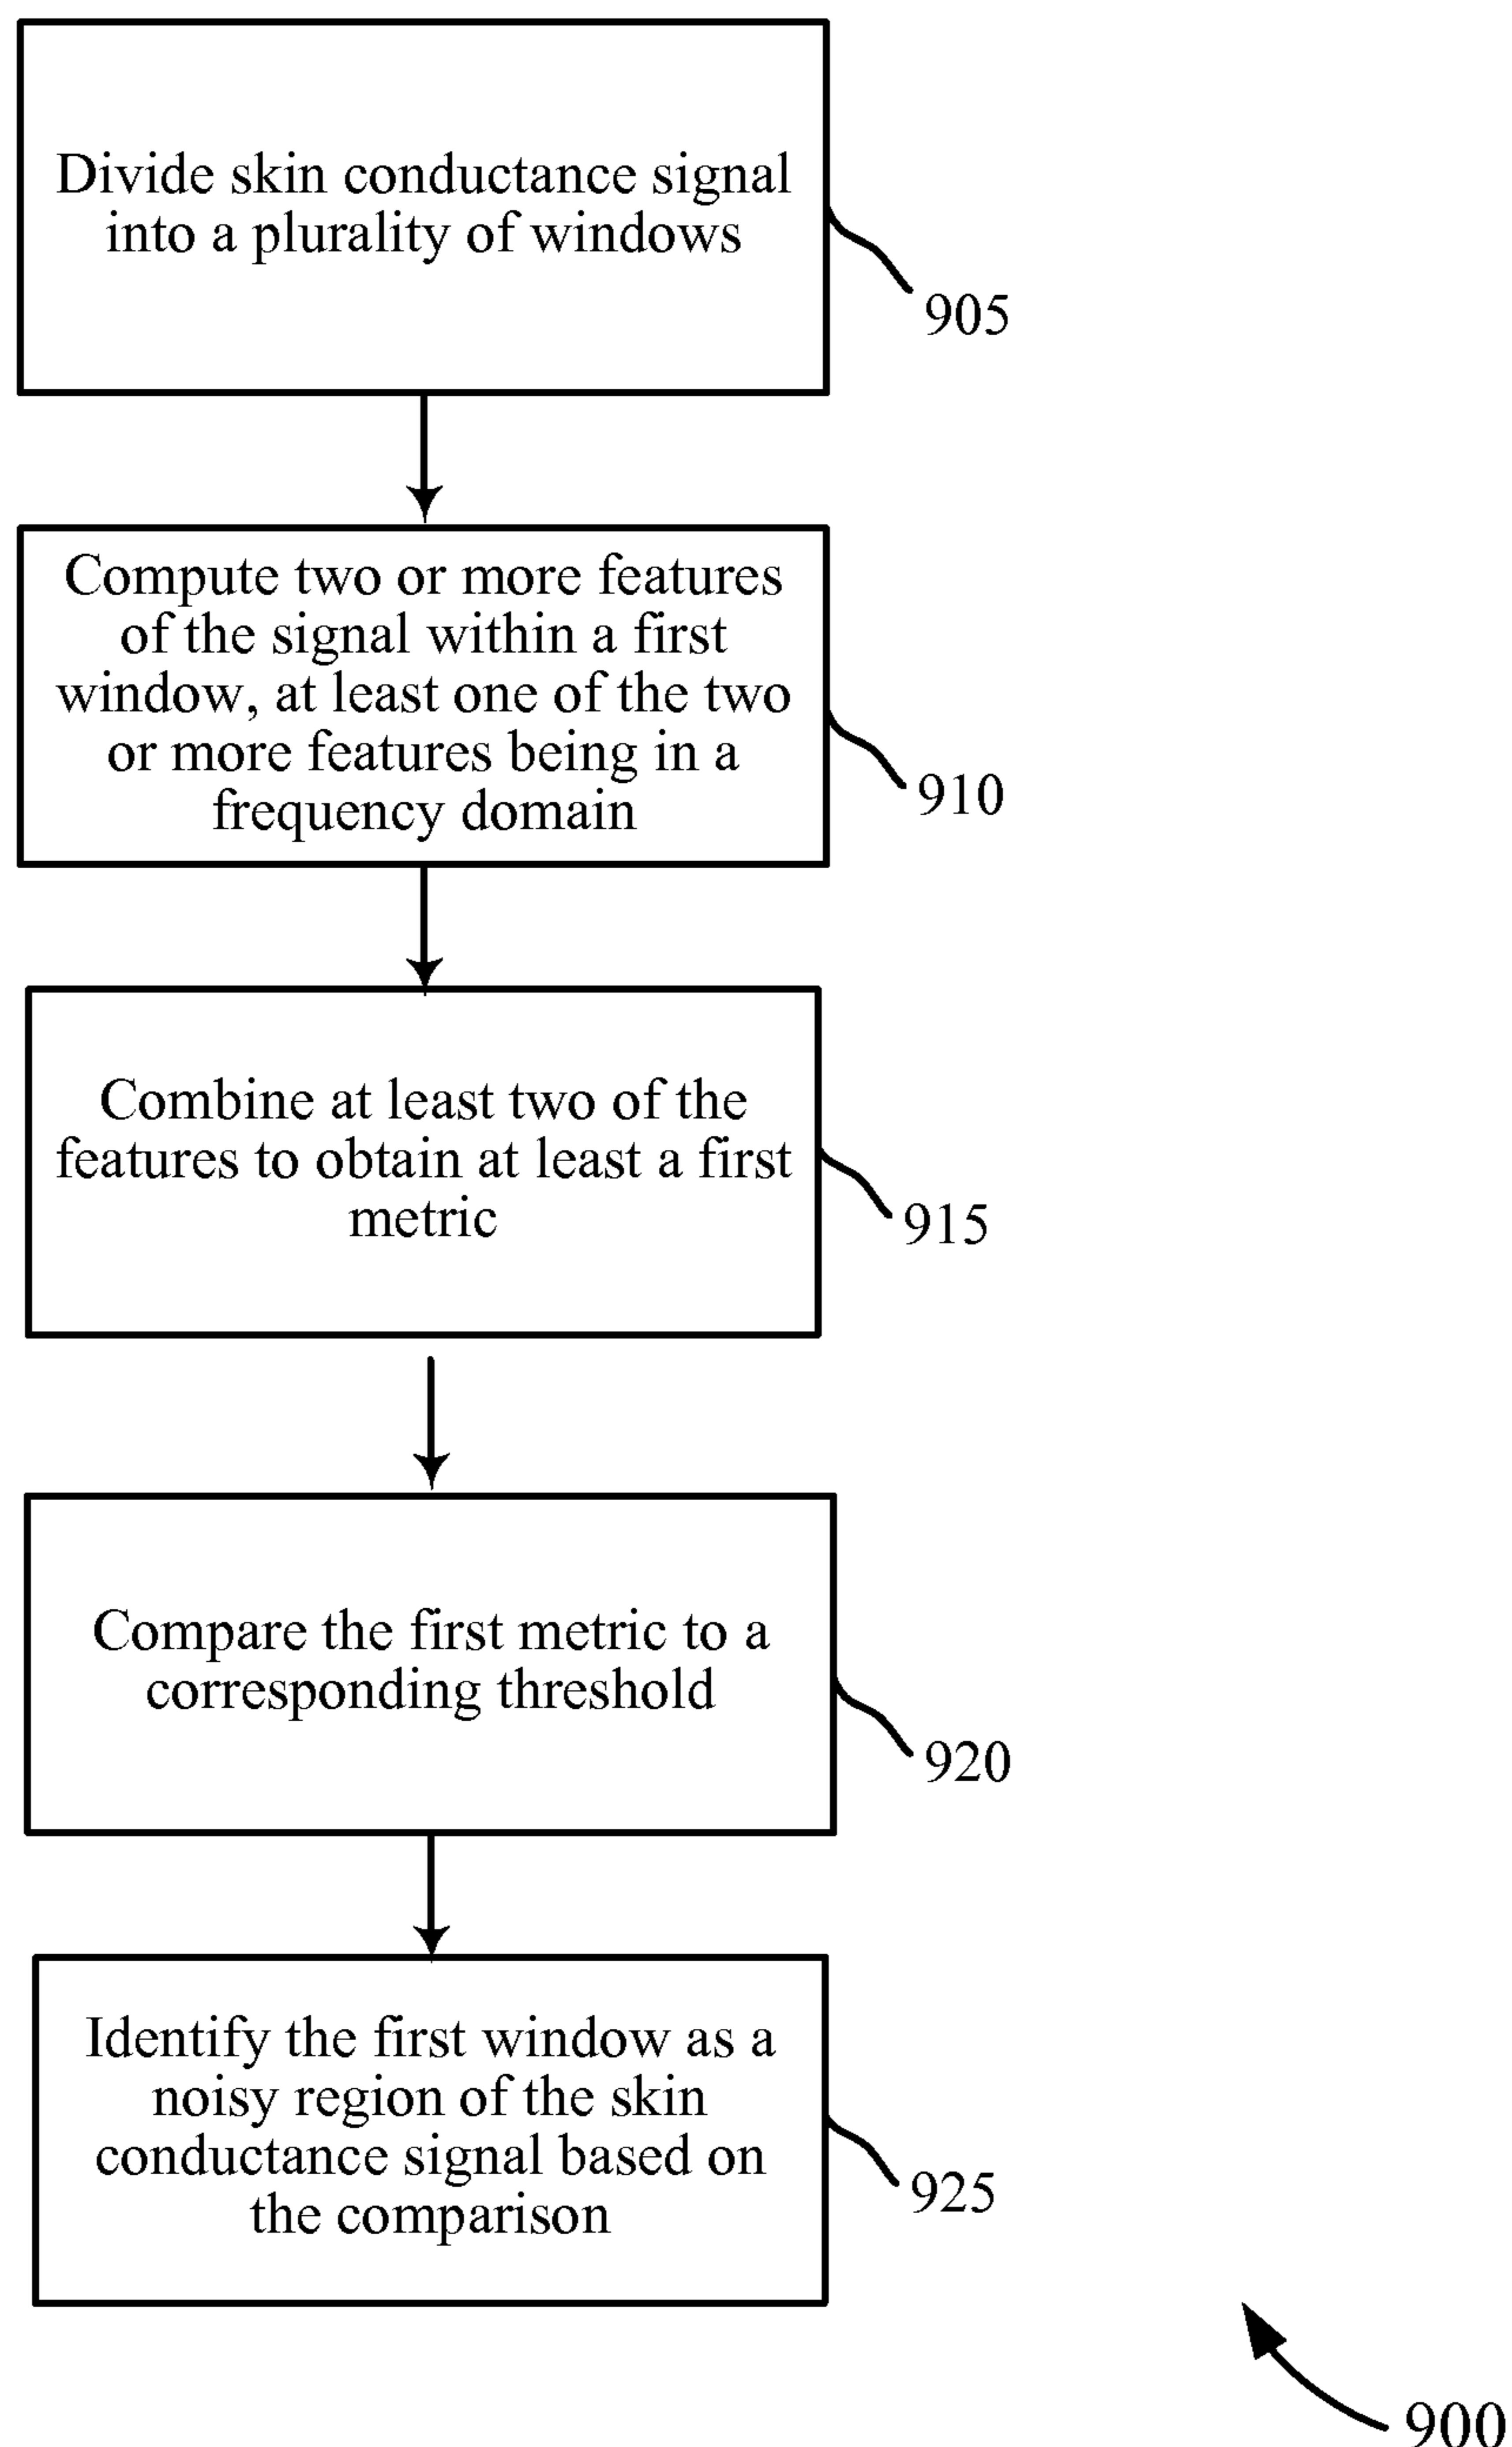 Divide skin conductance signal
into a plurality of windows
905
Compute two or more features
of the signal within a first
window, at least one of the two
or more features being in a
frequency domain
910
Combine at least two of the
features to obtain at least a first
metric
915
Compare the first metric to a
corresponding threshold
920
Identify the first window as a
noisy region of the skin
conductance signal based on
the comparison
925
900